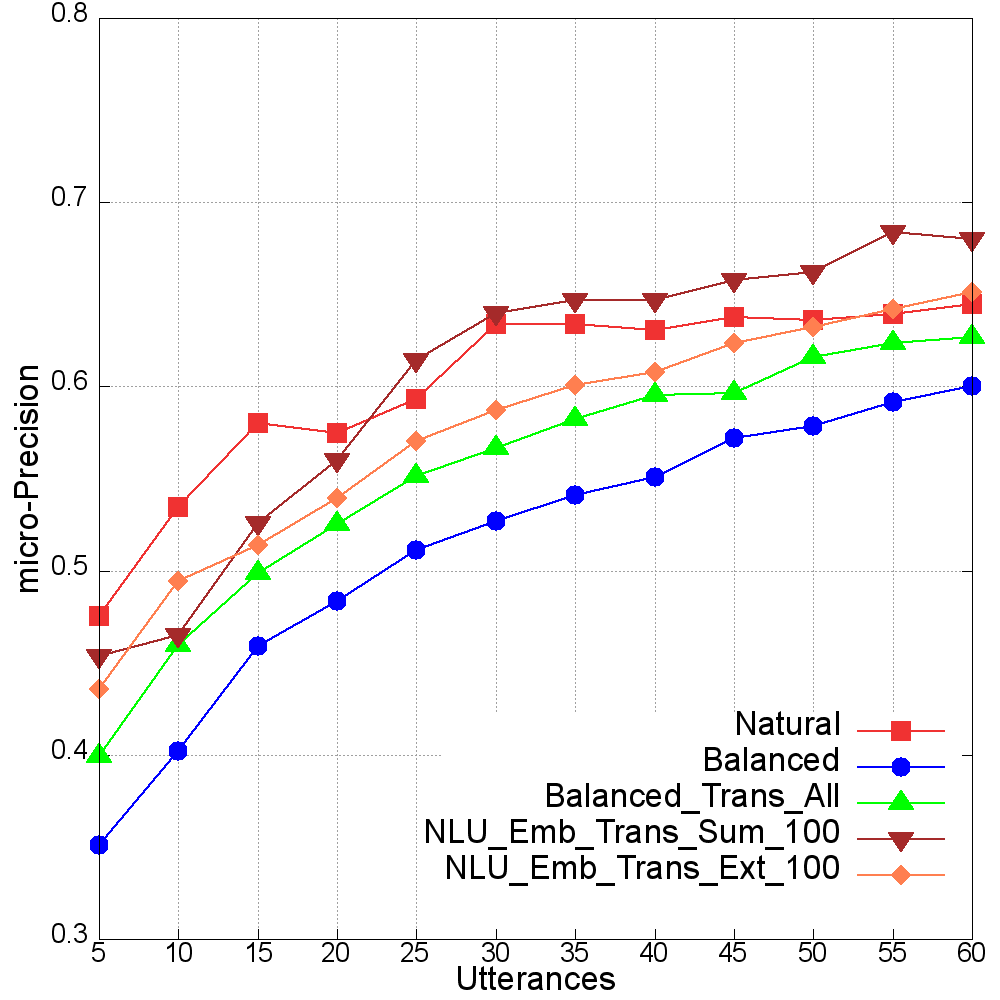 0.8
0.7
0.6
0.5
0.4
0.3
micro-Precision
Natural
Balanced
Balanced_Trans_All
NLU_Emb_Trans_Sum_100
NLU_Emb_Trans_Ext_100
5 10 15 20 25 30 35 40 45 50 55 60
Utterances